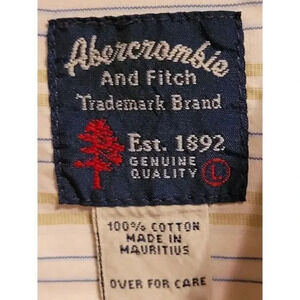 Abercrombie
And Fitch
Trademark Brand
Est. 1892
GENUINE
QUALITY L
100% COTTON
MADE IN
MAURITIUS
OVER FOR CARE